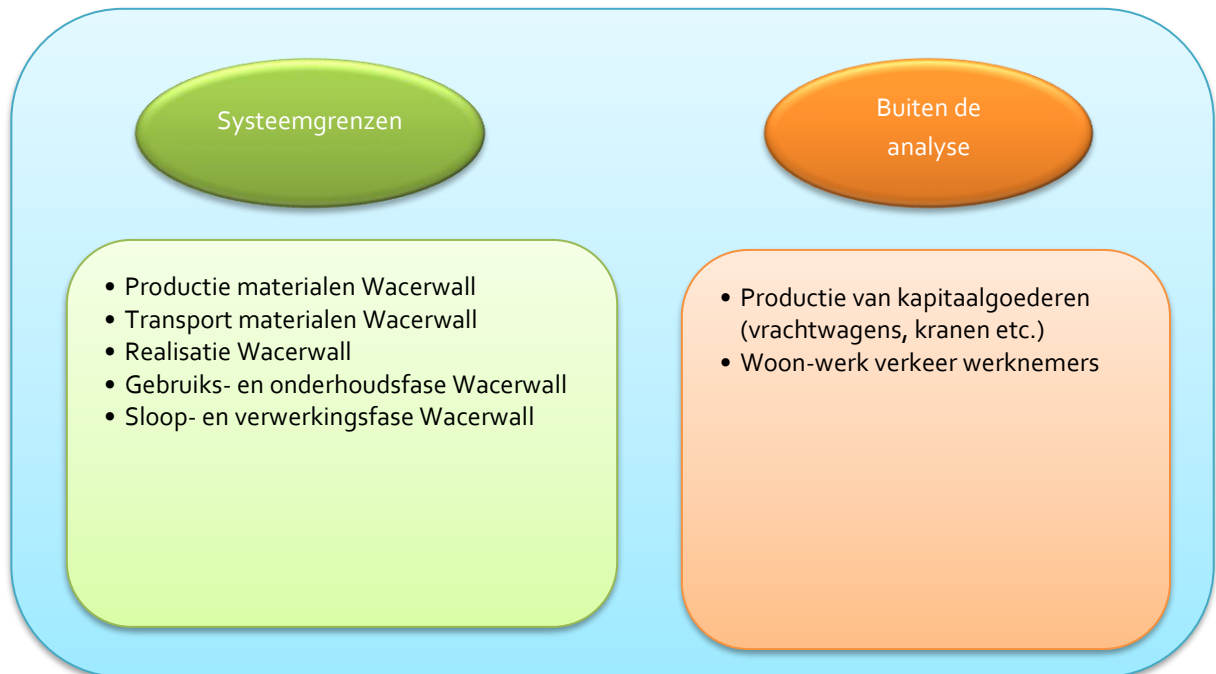 Systeemgrenzen
• Productie materialen Wacerwall
• Transport materialen Wacerwall
• Realisatie Wacerwall
• Gebruiks- en onderhoudsfase Wacerwall
• Sloop- en verwerkingsfase Wacerwall
Buiten de
analyse
• Productie van kapitaalgoederen
(vrachtwagens, kranen etc.)
• Woon-werk verkeer werknemers